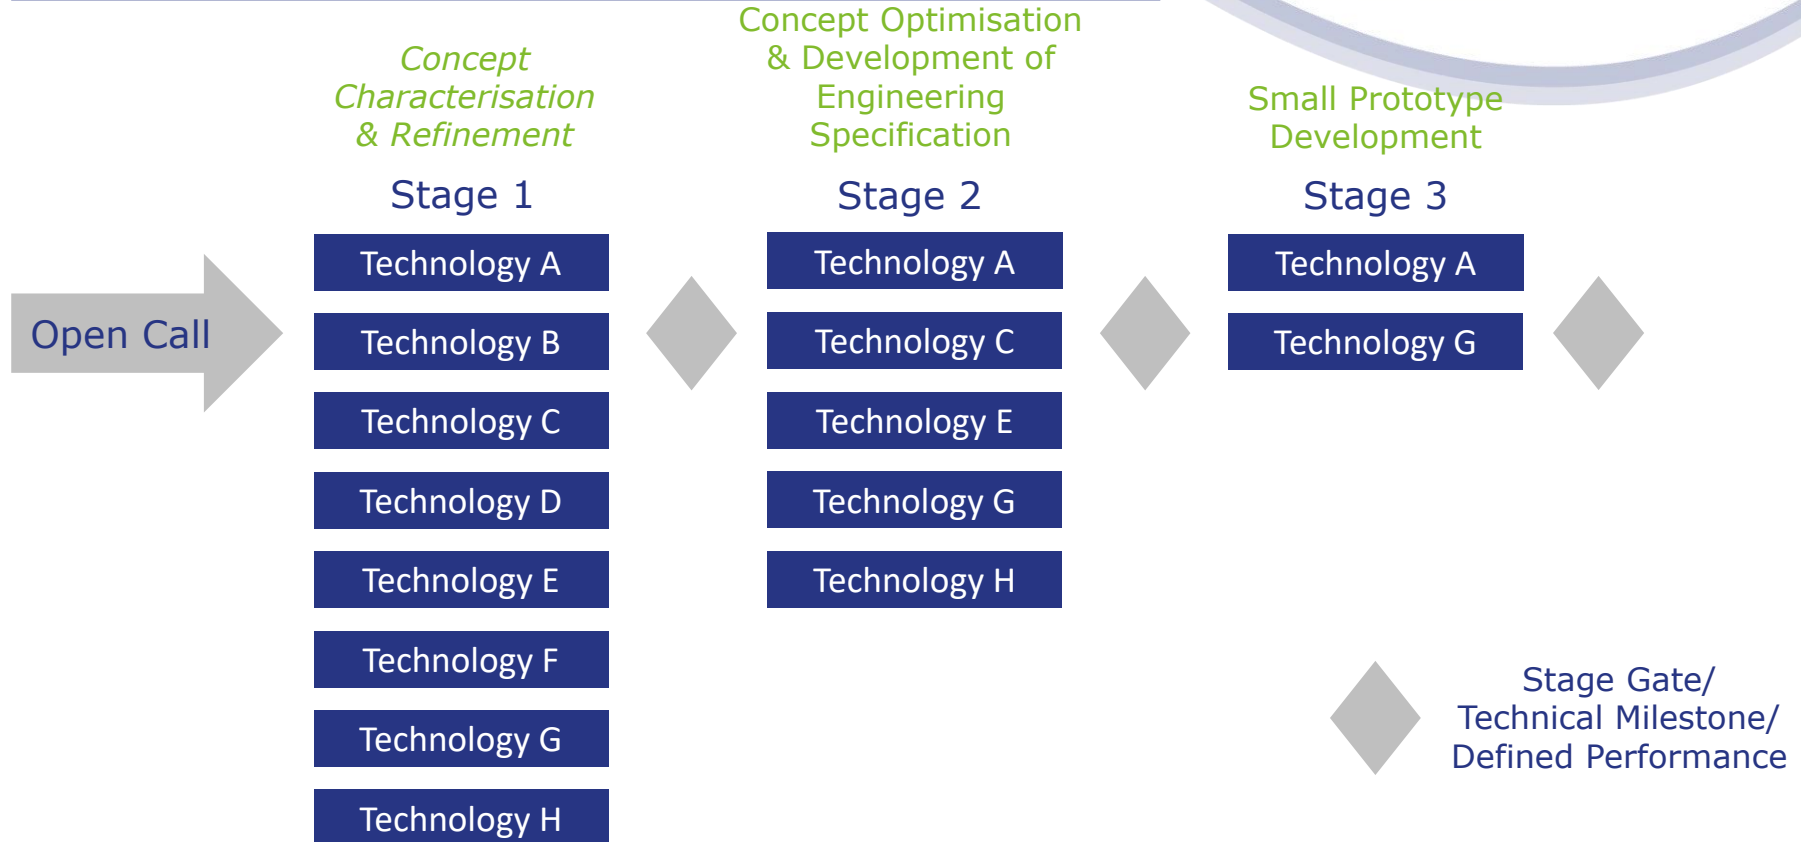 Open Call
Concept
Characterisation
& Refinement
Stage 1
Technology A
Technology B
Technology C
Technology D
Technology E
Technology F
Technology G
Technology H
Concept Optimisation
& Development of
Engineering
Specification
Stage 2
Technology A
Technology C
Technology E
Technology G
Technology H
Small Prototype
Development
Stage 3
Technology A
Technology G
Stage Gate/
Technical Milestone/
Defined Performance